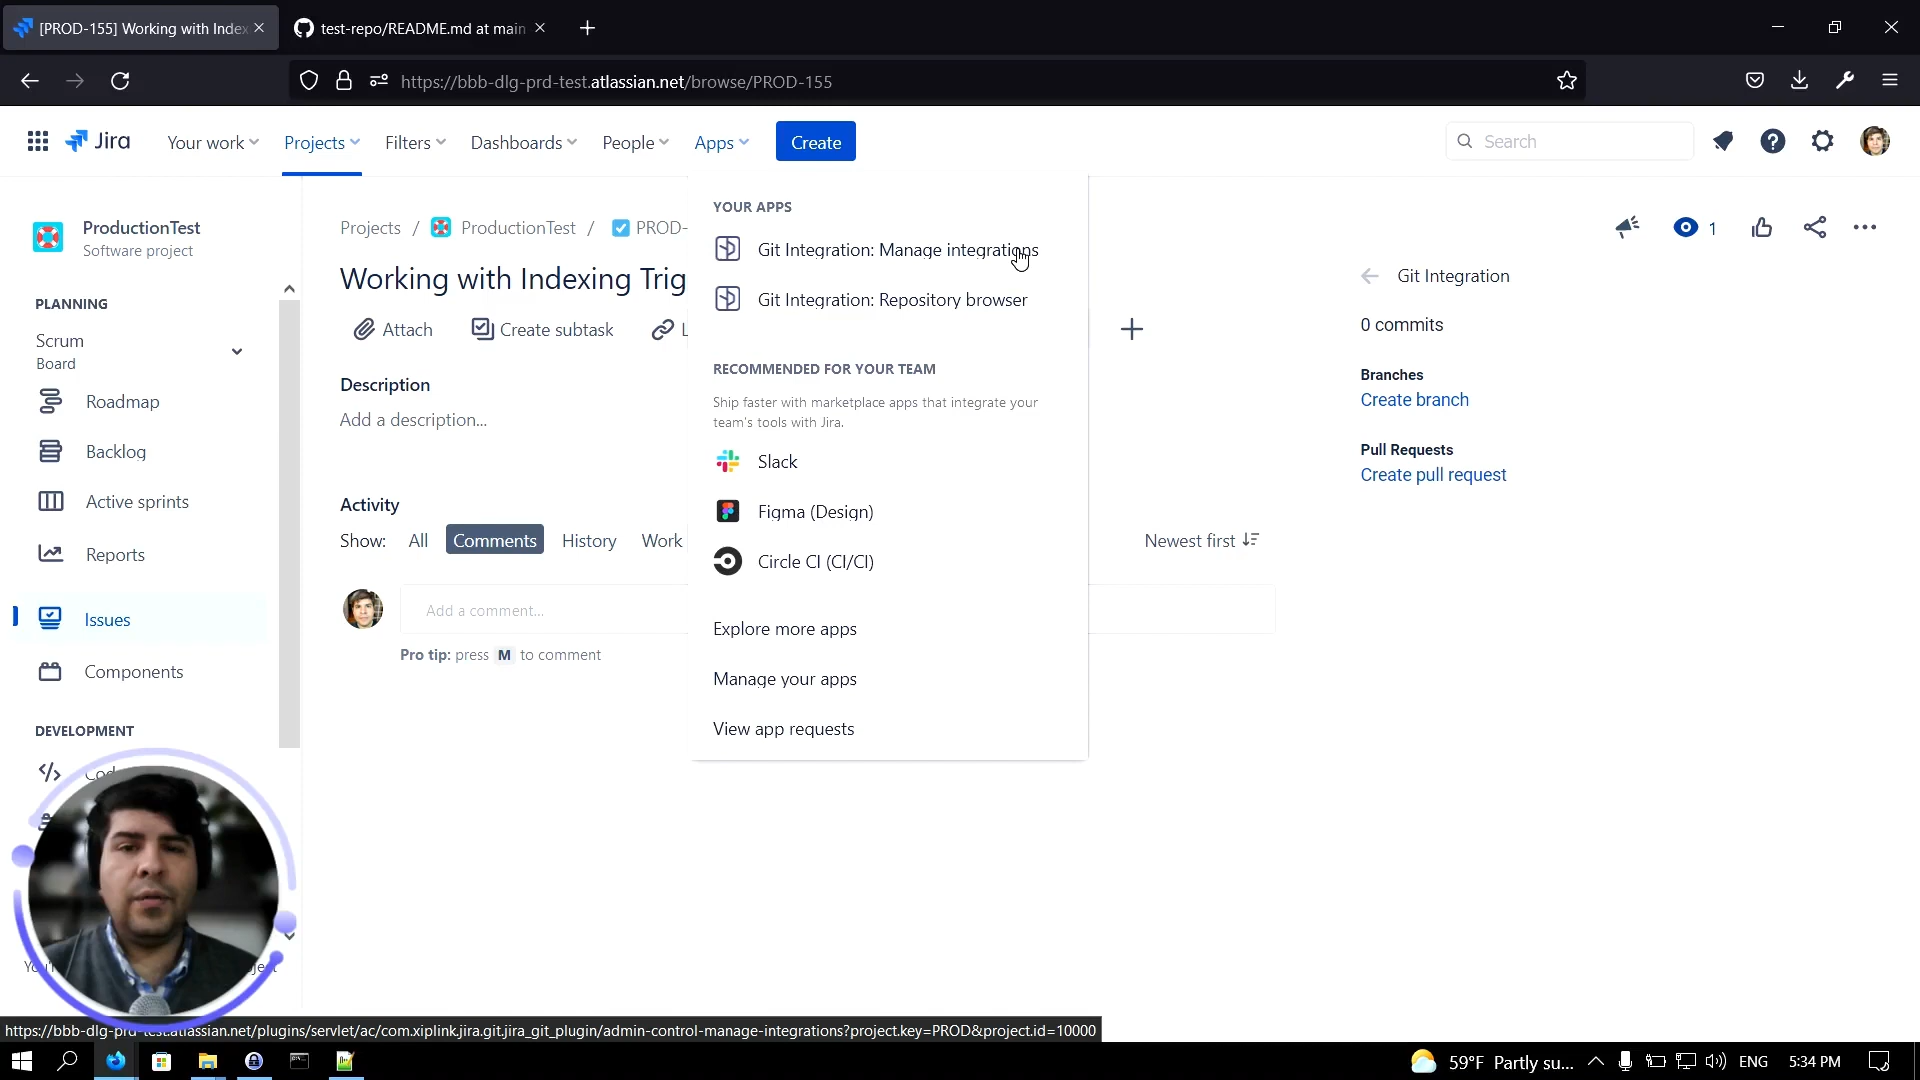 [PROD-155] Working with Index
test-repo/README.md at main
https://bbb-dlg-prd-test.atlassian.net/browse/PROD-155
Jira
Your work
Projects
Filters
Dashboards
People
Apps
Create
Search
ProductionTest
Software project
PLANNING
Scrum
Board
Roadmap
Backlog
Active sprints
Reports
Issues
Components
DEVELOPMENT
Projects / ProductionTest / PROD-
Working with Indexing Trig
Attach
Create subtask
L
Description
Add a description...
Activity
Show: All Comments History Work
Newest first
Add a comment...
Pro tip: press M to comment
YOUR APPS
Git Integration: Manage integrations
Git Integration: Repository browser
RECOMMENDED FOR YOUR TEAM
Ship faster with marketplace apps that integrate your
team's tools with Jira.
Slack
Figma (Design)
Circle CI (CI/CI)
Explore more apps
Manage your apps
View app requests
1
Git Integration
0 commits
Branches
Create branch
Pull Requests
Create pull request
https://bbb-dlg-prd-test.atlassian.net/plugins/servlet/ac/com.xiplink.jira.git.jira_git_plugin/admin-control-manage-integrations?project.key=PROD&project.id=10000
59°F Partly su...
ENG
5:34 PM